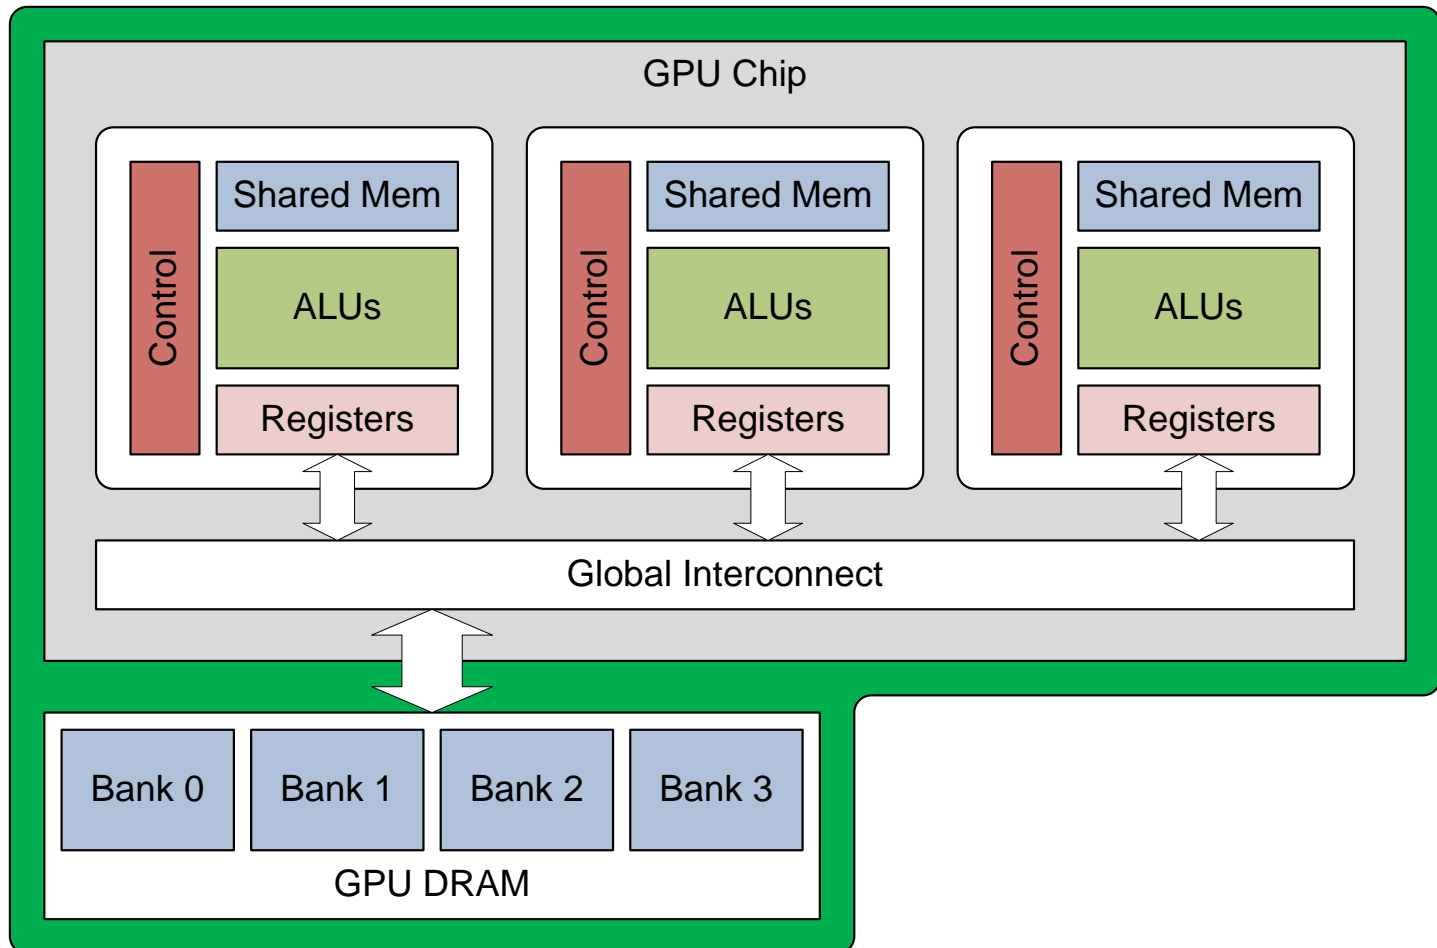 GPU Chip
Control
Shared Mem
ALUs
Registers
Control
Shared Mem
ALUs
Registers
Control
Shared Mem
ALUs
Registers
Global Interconnect
Bank 0
Bank 1
Bank 2
Bank 3
GPU DRAM